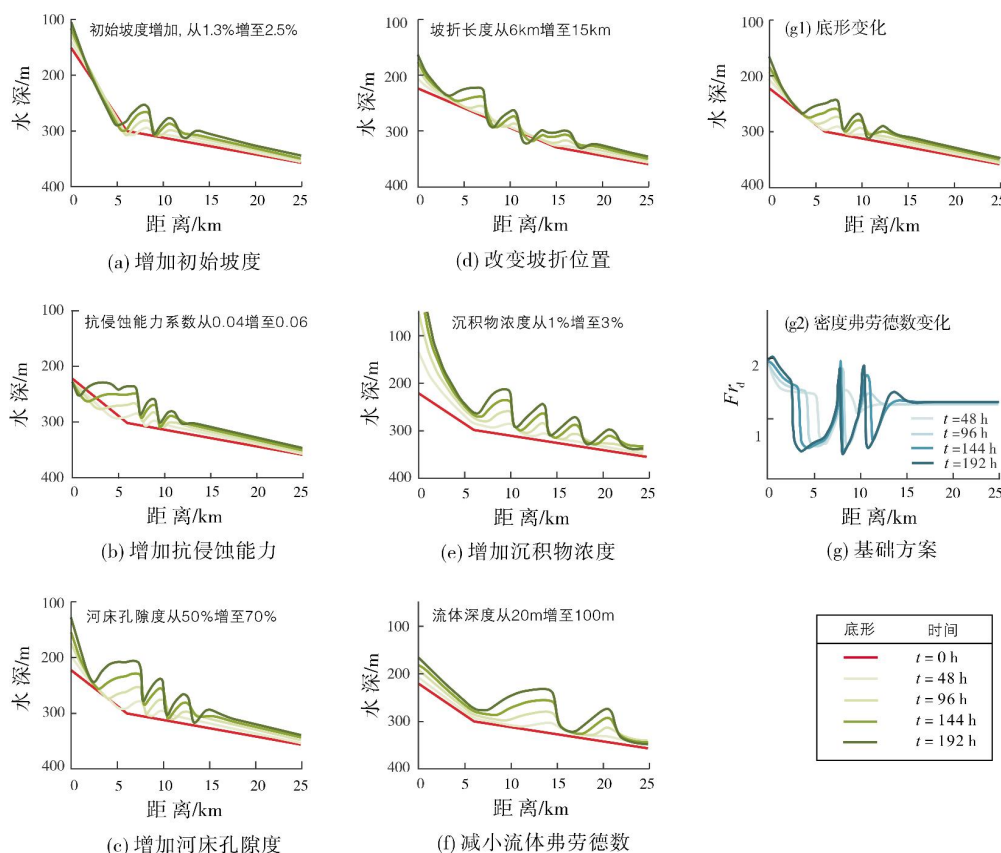 初始坡度增加, 从1.3%增至2.5%
100
200
300
400
水 深/m
0 5 10 15 20 25
距 离/km
(a) 增加初始坡度
坡折长度从6km增至15km
100
200
300
400
水 深/m
0 5 10 15 20 25
距 离/km
(d) 改变坡折位置
(g1) 底形变化
100
200
300
400
水 深/m
0 5 10 15 20 25
距 离/km
抗侵蚀能力系数从0.04增至0.06
100
200
300
400
水 深/m
0 5 10 15 20 25
距 离/km
(b) 增加抗侵蚀能力
沉积物浓度从1%增至3%
100
200
300
400
水 深/m
0 5 10 15 20 25
距 离/km
(e) 增加沉积物浓度
(g2) 密度弗劳德数变化
2
1
Frd
t=48 h
t=96 h
t=144 h
t=192 h
0 5 10 15 20 25
距 离/km
(g) 基础方案
河床孔隙度从50%增至70%
100
200
300
400
水 深/m
0 5 10 15 20 25
距 离/km
(c) 增加河床孔隙度
流体深度从20m增至100m
100
200
300
400
水 深/m
0 5 10 15 20 25
距 离/km
(f) 减小流体弗劳德数
底形 时间
t = 0 h
t = 48 h
t = 96 h
t = 144 h
t = 192 h